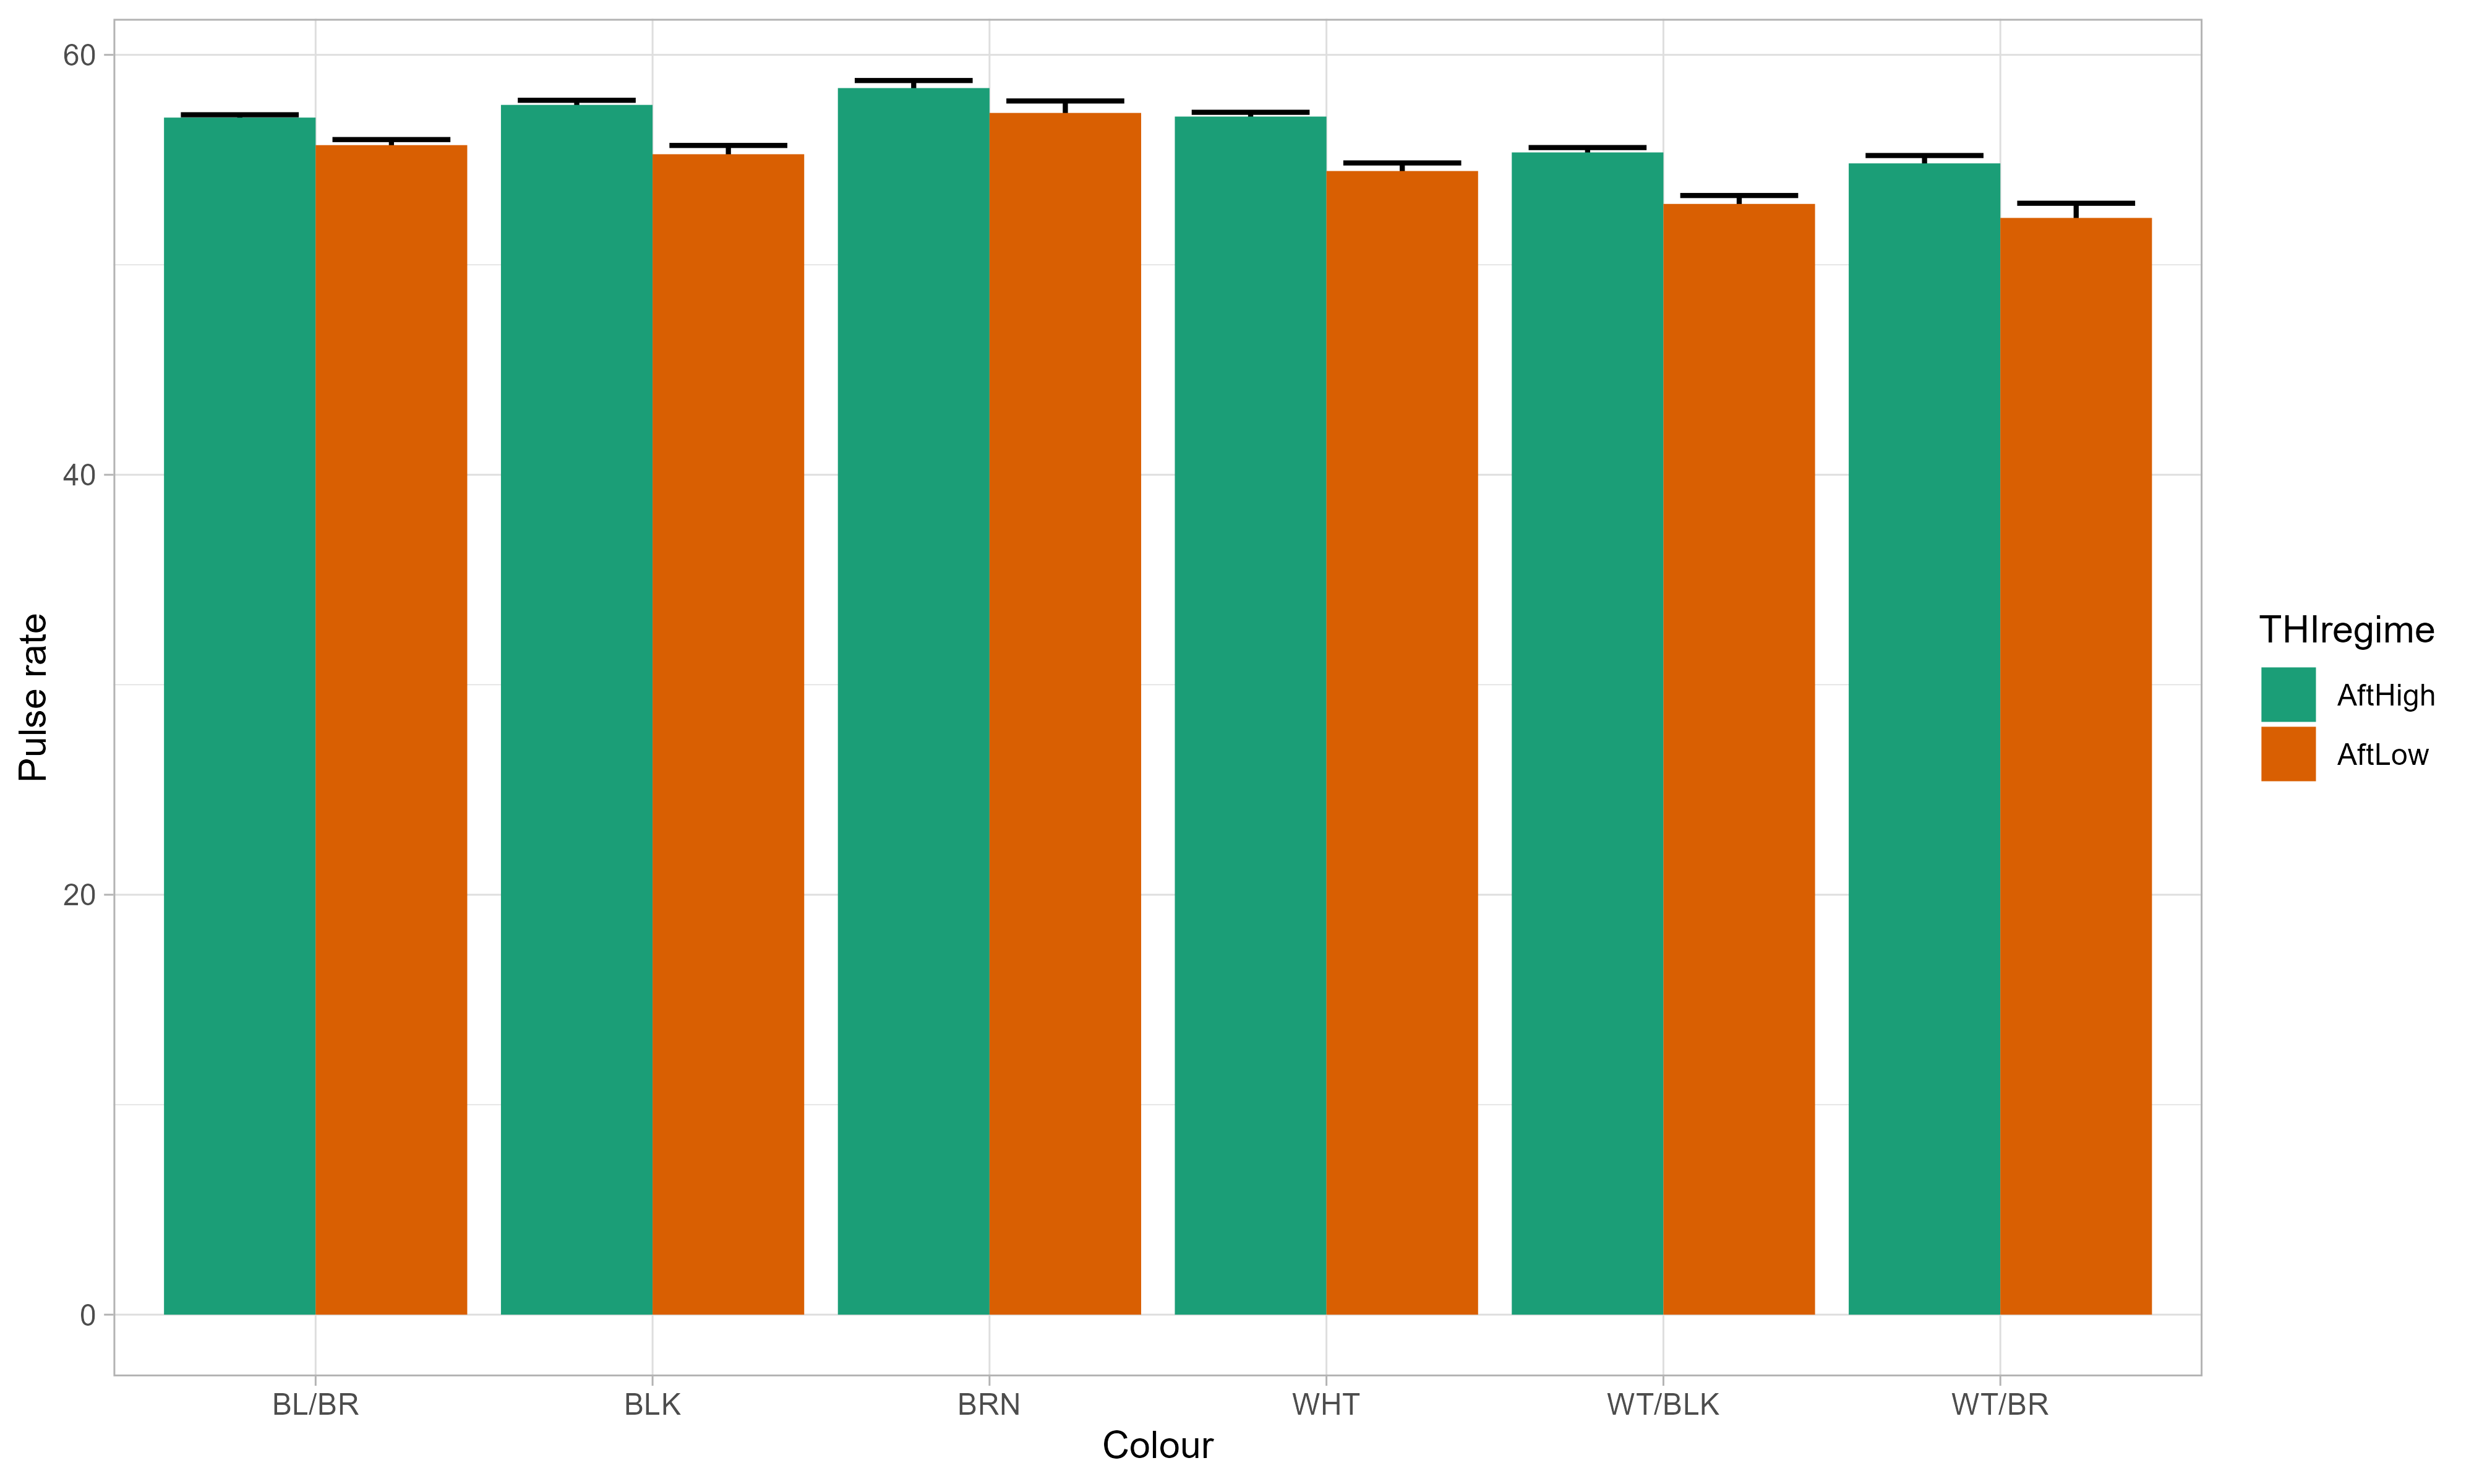 60
40
20
0
Pulse rate
BL/BR BLK BRN WHT WT/BLK WT/BR
Colour
THIregime
AftHigh
AftLow